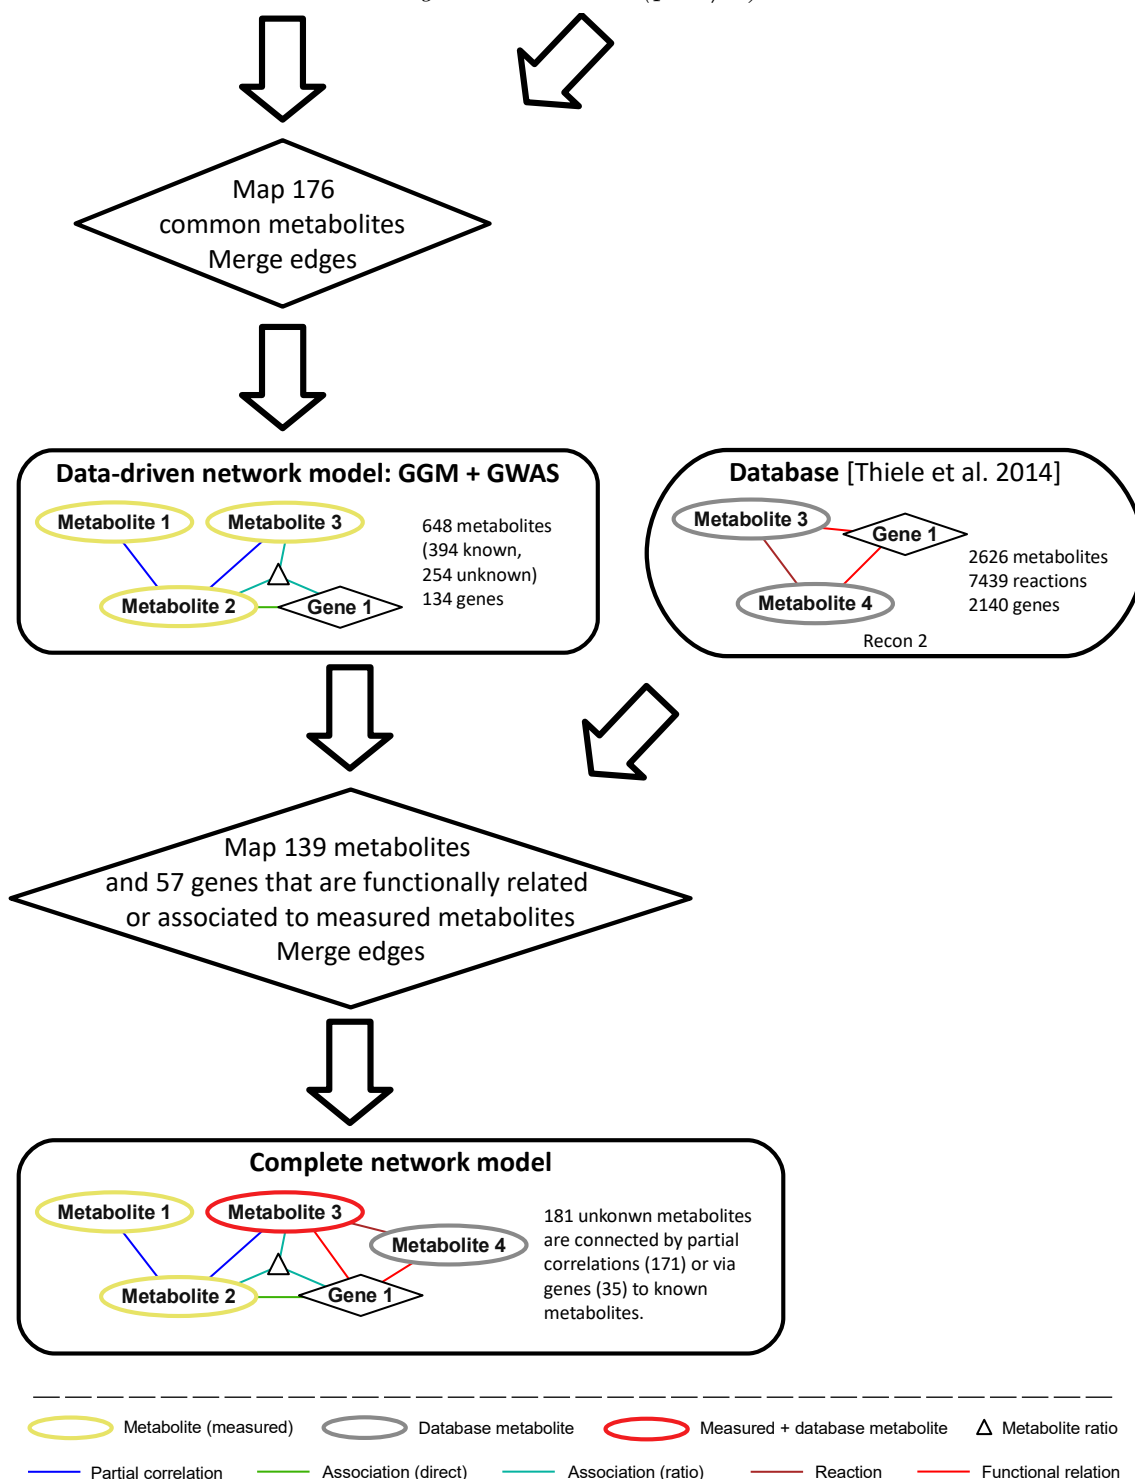 Map 176
common metabolites
Merge edges
Data-driven network model: GGM + GWAS
Metabolite 1
Metabolite 3
Metabolite 2
Gene 1
648 metabolites
(394 known,
254 unknown)
134 genes
Database [Thiele et al. 2014]
Metabolite 3
Gene 1
Metabolite 4
2626 metabolites
7439 reactions
2140 genes
Recon 2
Map 139 metabolites
and 57 genes that are functionally related
or associated to measured metabolites
Merge edges
Complete network model
Metabolite 1
Metabolite 3
Metabolite 4
Metabolite 2
Gene 1
181 unkonwn metabolites
are connected by partial
correlations (171) or via
genes (35) to known
metabolites.
Metabolite (measured)
Database metabolite
Measured + database metabolite
Metabolite ratio
Partial correlation
Association (direct)
Association (ratio)
Reaction
Functional relation